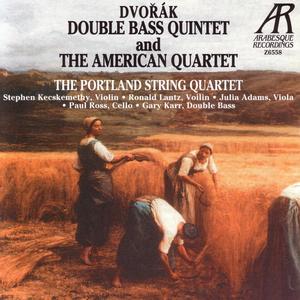 DVOŘÁK
DOUBLE BASS QUINTET
and
THE AMERICAN QUARTET
AR
ARABESQUE
RECORDINGS
Z6558
THE PORTLAND STRING QUARTET
Stephen Kecskemethy, Violin • Ronald Lantz, Voilin • Julia Adams, Viola
• Paul Ross, Cello • Gary Karr, Double Bass